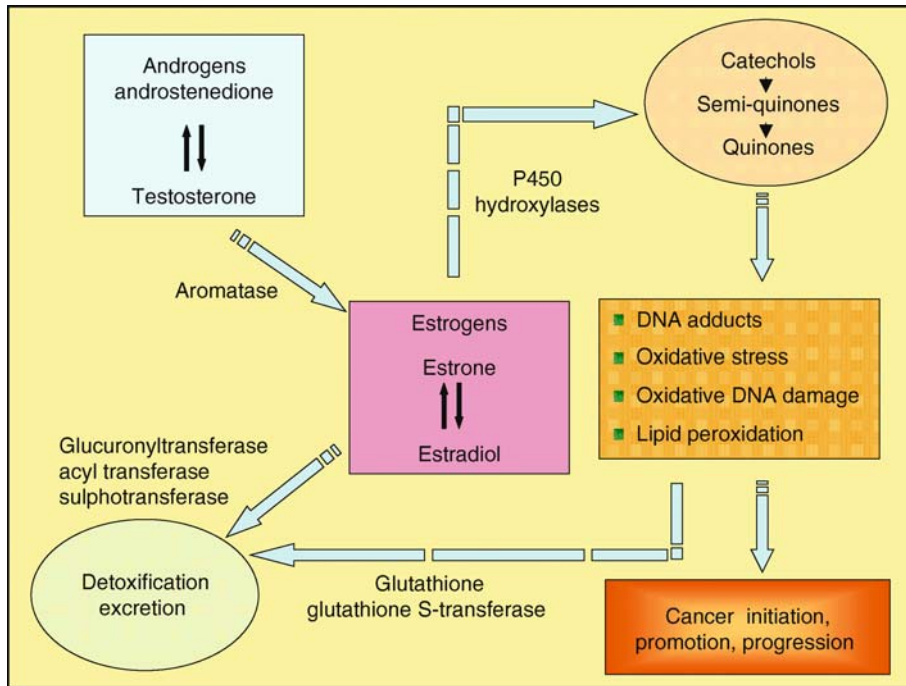 Androgens
androstenedione
Testosterone
Aromatase
P450
hydroxylases
Catechols
Semi-quinones
Quinones
Estrogens
Estrone
Estradiol
DNA adducts
Oxidative stress
Oxidative DNA damage
Lipid peroxidation
Glucuronyltransferase
acyl transferase
sulphotransferase
Detoxification
excretion
Glutathione
glutathione S-transferase
Cancer initiation,
promotion, progression